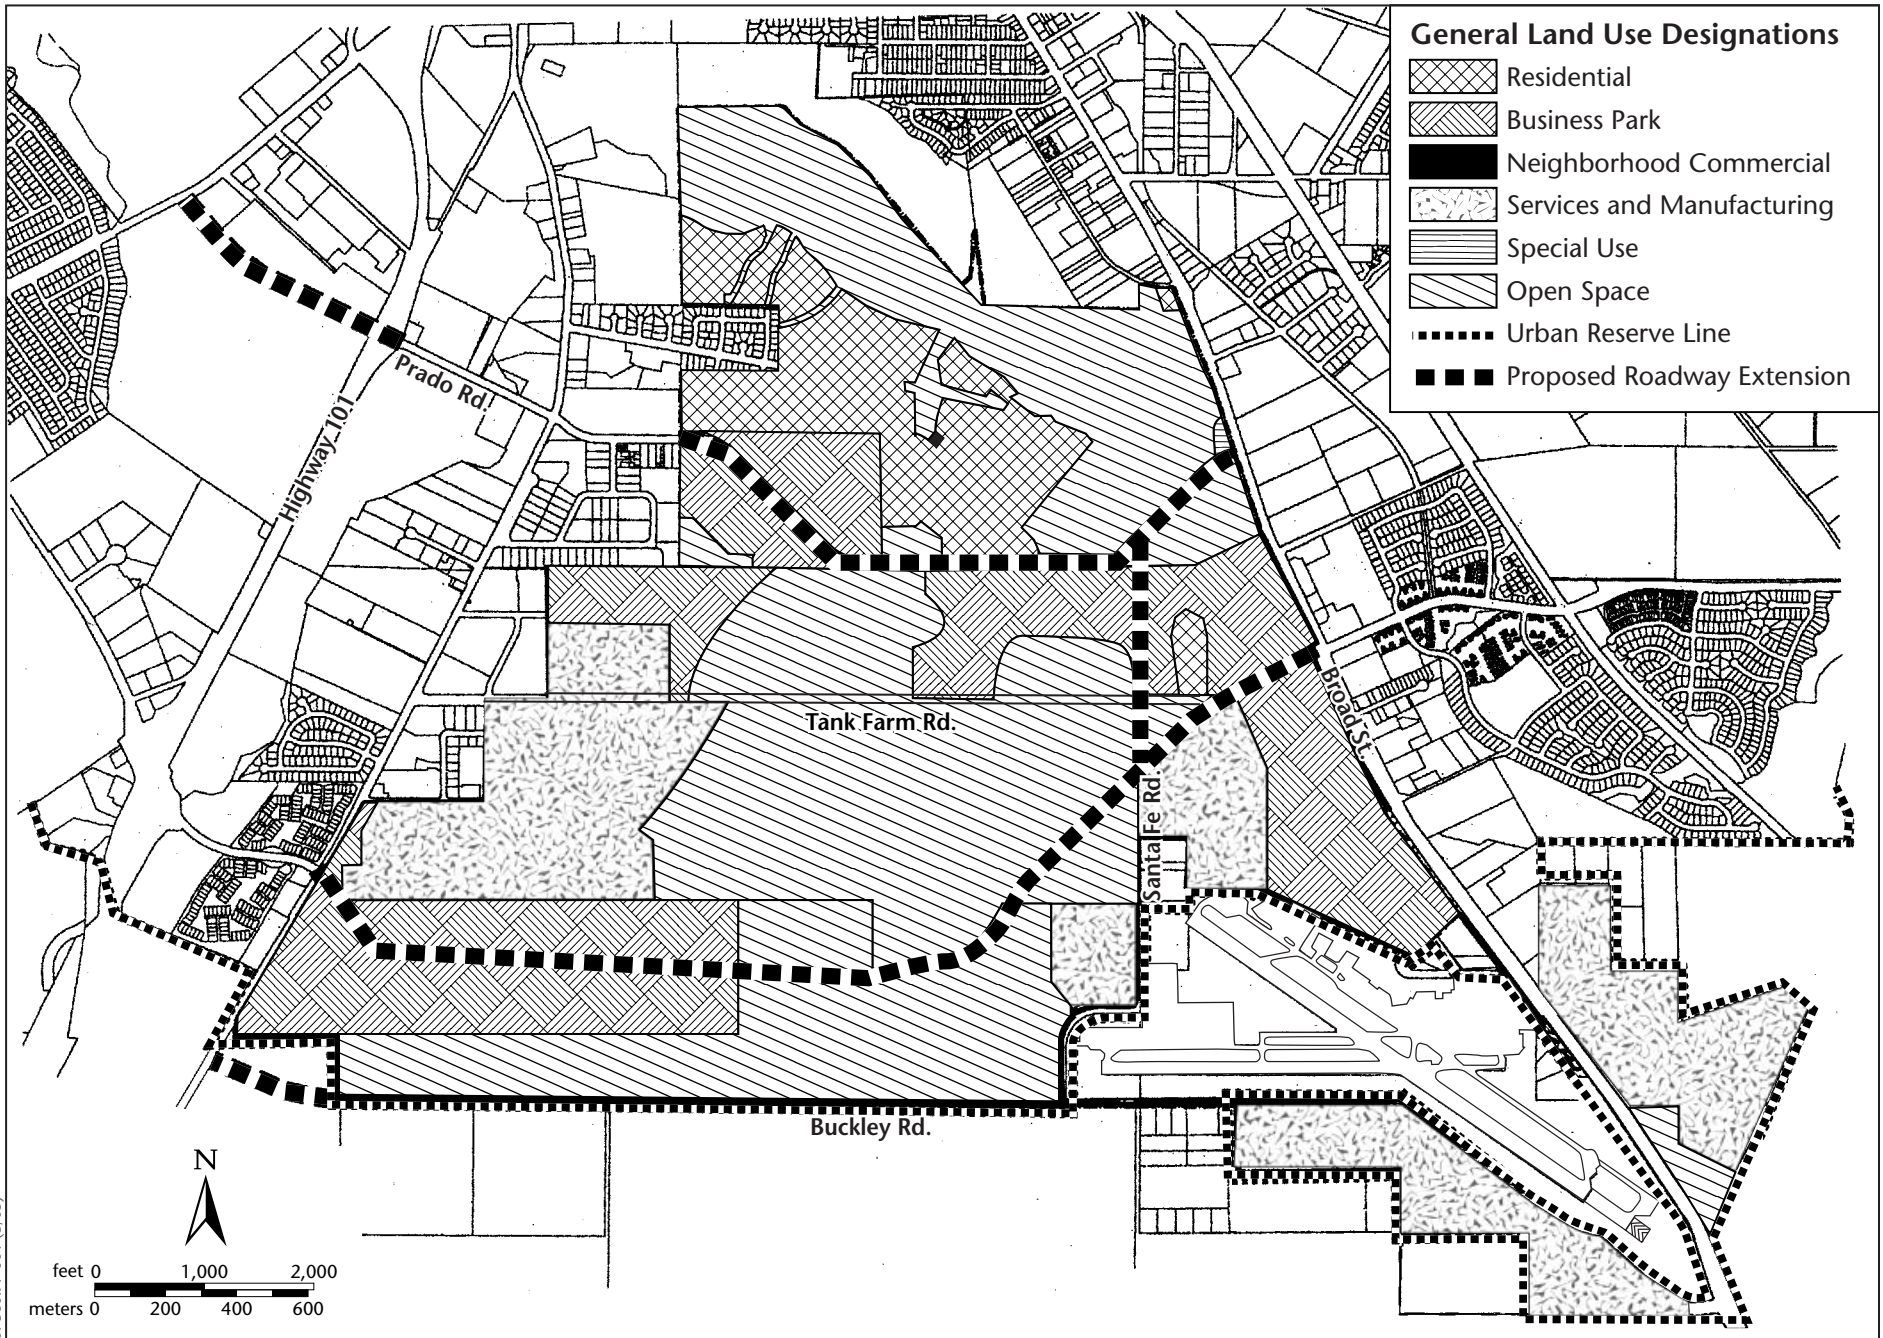 General Land Use Designations
Residential
Business Park
Neighborhood Commercial
Services and Manufacturing
Special Use
Open Space
Urban Reserve Line
Proposed Roadway Extension
Prado Rd.
Highway 101
Tank Farm Rd.
Broad St.
Santa Fe Rd.
Buckley Rd.
N
feet 0 1,000 2,000
meters 0 200 400 600